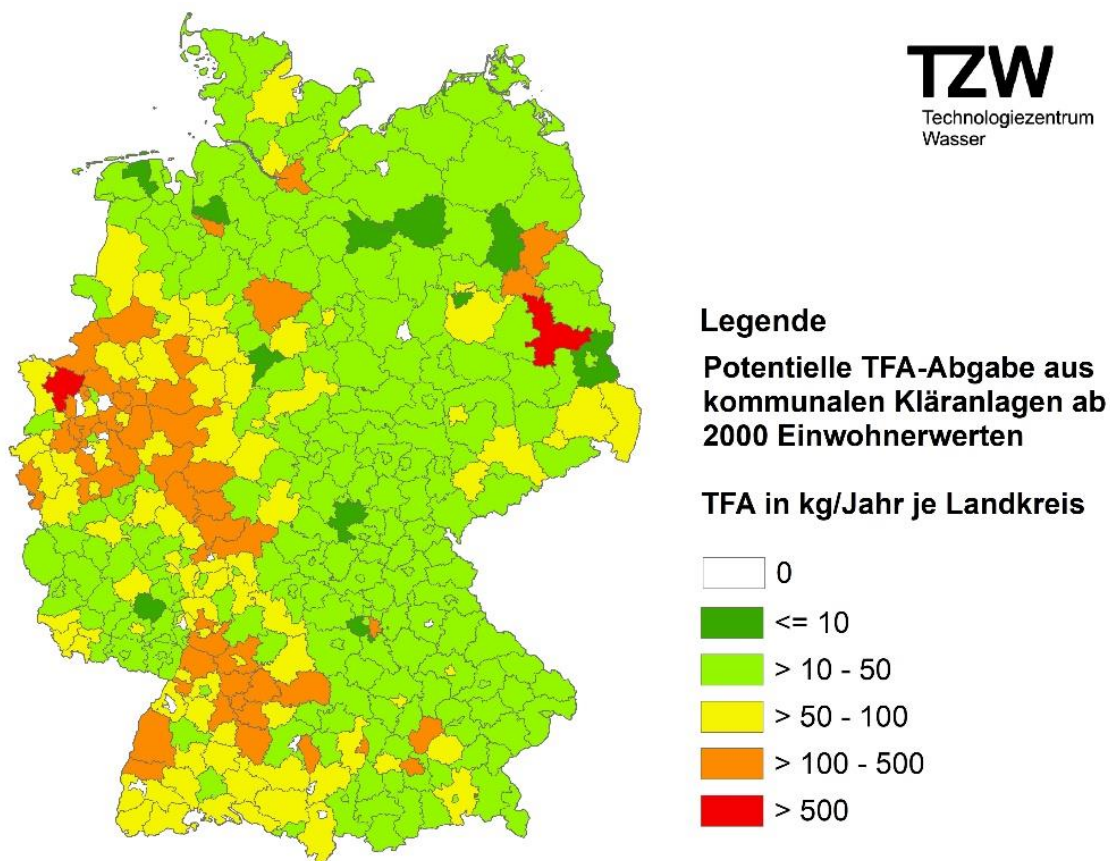 TZW
Technologiezentrum
Wasser
Legende
Potentielle TFA-Abgabe aus
kommunalen Kläranlagen ab
2000 Einwohnerwerten
TFA in kg/Jahr je Landkreis
0
<= 10
> 10 - 50
> 50 - 100
> 100 - 500
> 500